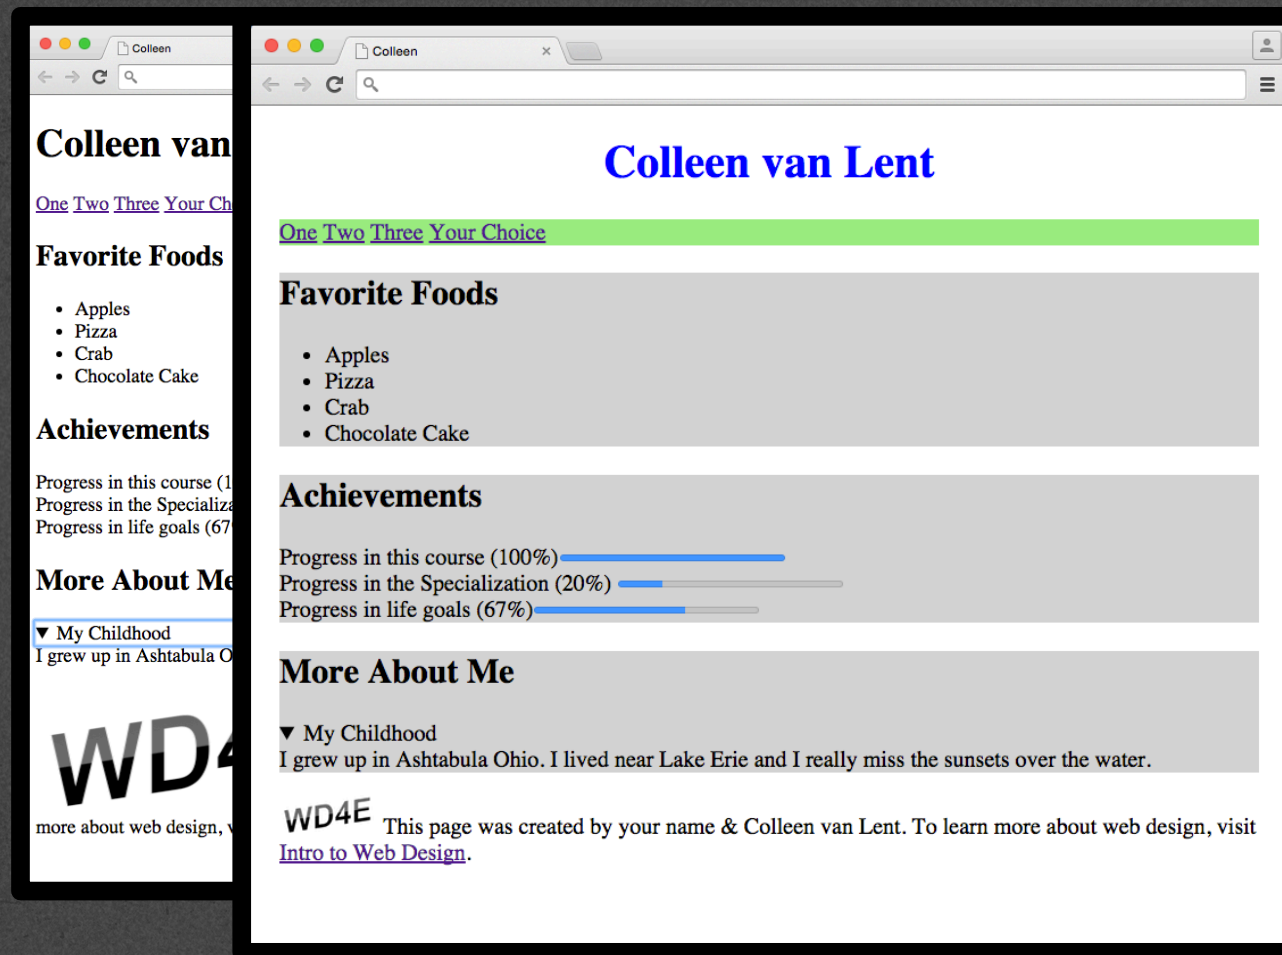 Colleen
Colleen van
One Two Three Your Ch
Favorite Foods
Apples
Pizza
Crab
Chocolate Cake
Achievements
Progress in this course (1
Progress in the Specializa
Progress in life goals (67
More About Me
My Childhood
I grew up in Ashtabula O
WD4
more about web design, v
Colleen
Colleen van Lent
One Two Three Your Choice
Favorite Foods
Apples
Pizza
Crab
Chocolate Cake
Achievements
Progress in this course (100%)
Progress in the Specialization (20%)
Progress in life goals (67%)
More About Me
My Childhood
I grew up in Ashtabula Ohio. I lived near Lake Erie and I really miss the sunsets over the water.
WD4E This page was created by your name & Colleen van Lent. To learn more about web design, visit
Intro to Web Design.